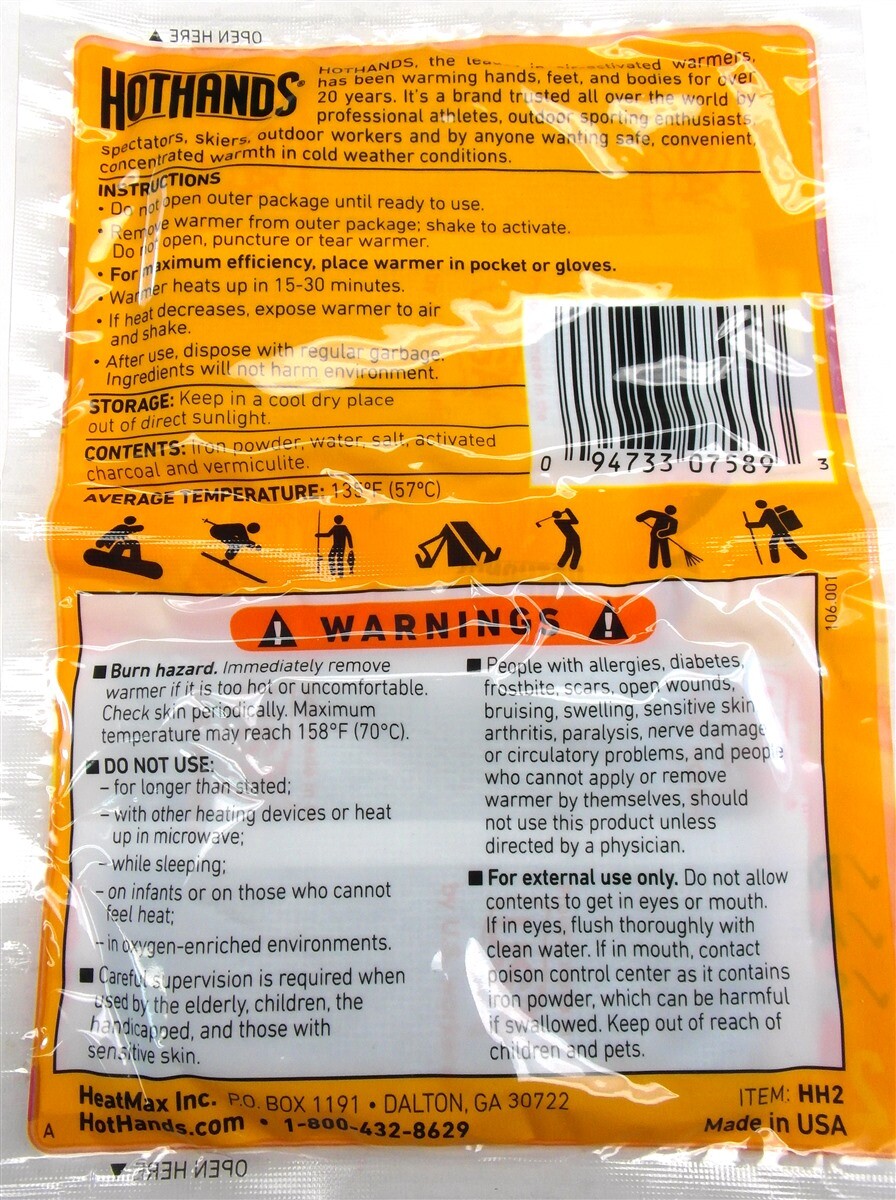 ▲ OPEN HERE
HOTHANDS®
HOTHANDS, the air-activated warmers,
has been warming hands, feet, and bodies for over
20 years. It's a brand trusted all over the world by
professional athletes, outdoor sporting enthusiasts,
spectators, skiers, outdoor workers and by anyone wanting safe, convenient,
concentrated warmth in cold weather conditions.
INSTRUCTIONS
• Do not open outer package until ready to use.
• Remove warmer from outer package; shake to activate.
Do not open, puncture or tear warmer.
• For maximum efficiency, place warmer in pocket or gloves.
• Warmer heats up in 15-30 minutes.
• If heat decreases, expose warmer to air
and shake.
• After use, dispose with regular garbage.
Ingredients will not harm environment.
STORAGE: Keep in a cool dry place
out of direct sunlight.
CONTENTS: Iron powder, water, salt, activated
charcoal and vermiculite.
AVERAGE TEMPERATURE: 135°F (57°C)
0 94733 07589 3
106.001
WARNINGS
■ Burn hazard. Immediately remove
warmer if it is too hot or uncomfortable.
Check skin periodically. Maximum
temperature may reach 158°F (70°C).
■ DO NOT USE:
– for longer than stated;
– with other heating devices or heat
up in microwave;
– while sleeping;
– on infants or on those who cannot
feel heat;
– in oxygen-enriched environments.
■ Careful supervision is required when
used by the elderly, children, the
handicapped, and those with
sensitive skin.
■ People with allergies, diabetes,
frostbite, scars, open wounds,
bruising, swelling, sensitive skin
arthritis, paralysis, nerve damage
or circulatory problems, and people
who cannot apply or remove
warmer by themselves, should
not use this product unless
directed by a physician.
■ For external use only. Do not allow
contents to get in eyes or mouth.
If in eyes, flush thoroughly with
clean water. If in mouth, contact
poison control center as it contains
iron powder, which can be harmful
if swallowed. Keep out of reach of
children and pets.
HeatMax Inc. P.O. BOX 1191 • DALTON, GA 30722
HotHands.com • 1-800-432-8629
ITEM: HH2
Made in USA
A
▼ OPEN HERE